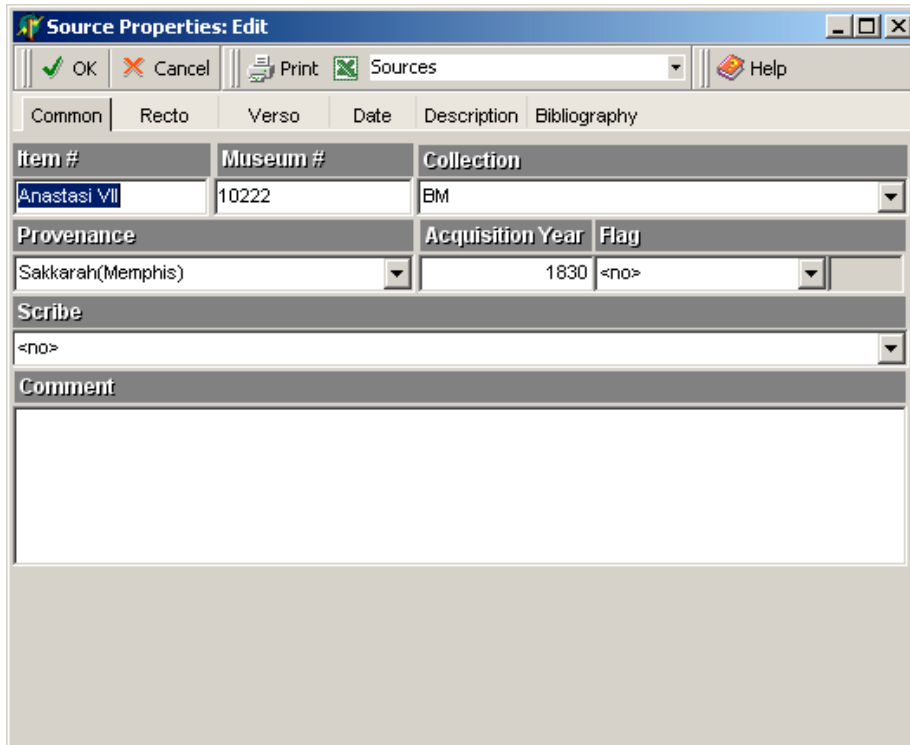 Source Properties: Edit
OK Cancel Print Sources Help
Common Recto Verso Date Description Bibliography
Item # Museum # Collection
Anastasi VII 10222 BM
Provenance Acquisition Year Flag
Sakkarah(Memphis) 1830 <no>
Scribe
<no>
Comment